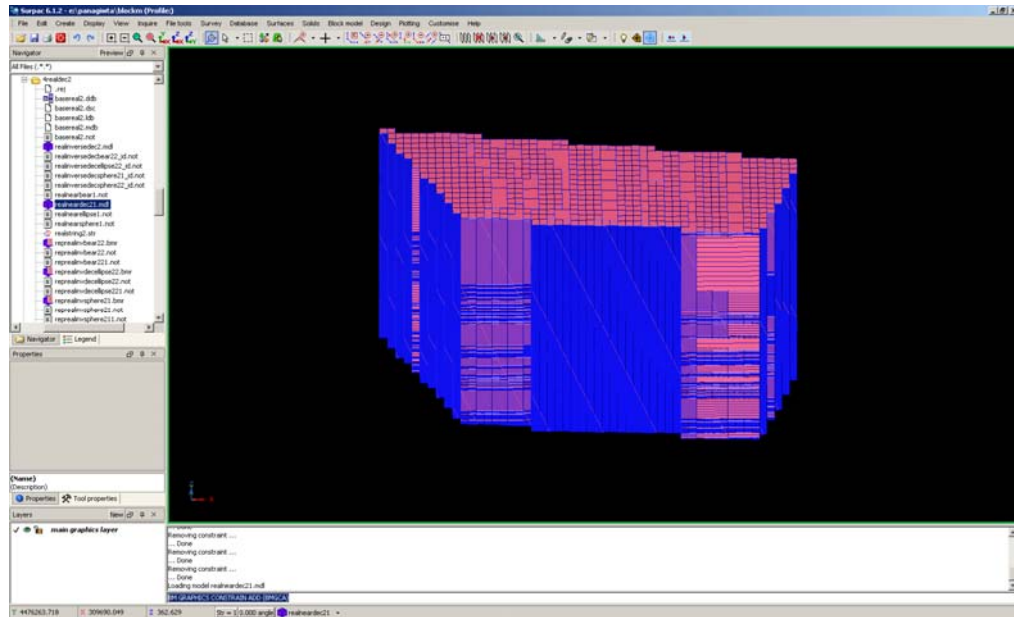 Surpac 6.1.2 - e:\panagiwta\blockm (Profile)
File Edit Create Display View Inquire File tools Survey Database Surfaces Solids Block model Design Plotting Customise Help
Navigator Preview
All Files (.*.*)
4realdec2
.rej
basereal2.ddb
basereal2.dsc
basereal2.ldb
basereal2.mdb
basereal2.not
realinversedec2.mdl
realinversedecbear22_id.not
realinversedecellipse22_id.not
realinversedecsphere21_id.not
realinversedecsphere22_id.not
realnearbear1.not
realneardec21.mdl
realnearellipse1.not
realnearsphere1.not
realstring2.str
reprealinvbear22.bmr
reprealinvbear22.not
reprealinvbear221.not
reprealinvdecellipse22.bmr
reprealinvdecellipse22.not
reprealinvdecellipse221.not
reprealinvsphere21.bmr
reprealinvsphere21.not
reprealinvsphere211.not
Navigator Legend
Properties
(Name)
(Description)
Properties Tool properties
Layers New
main graphics layer
... Done
Removing constraint ...
... Done
Removing constraint ...
... Done
Removing constraint ...
... Done
Loading model realneardec21.mdl
BM GRAPHICS CONSTRAIN ADD (BMGCA)
Y 4476263.718 X 309690.049 Z 362.629 Str = 1 0.000 angle realneardec21